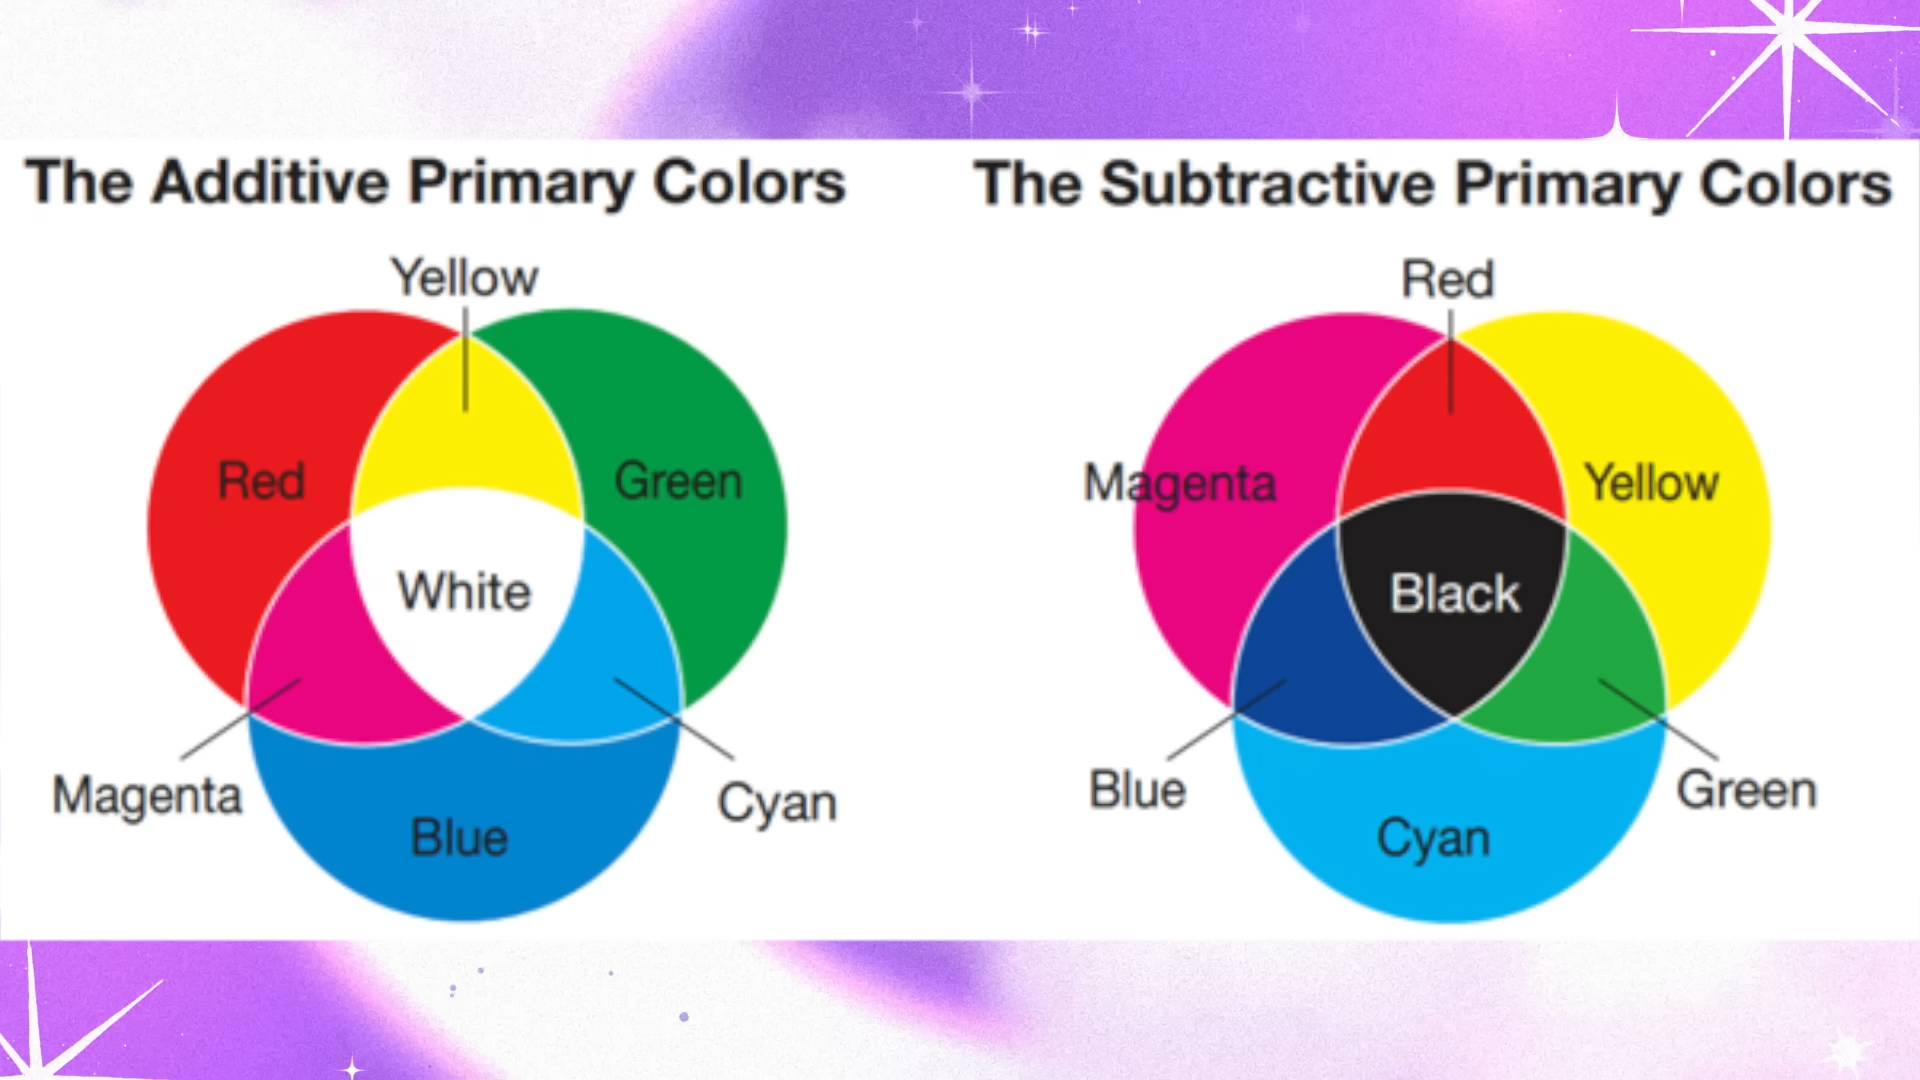 The Additive Primary Colors
Yellow
Red
Green
White
Magenta
Cyan
Blue
The Subtractive Primary Colors
Red
Magenta
Yellow
Black
Blue
Green
Cyan